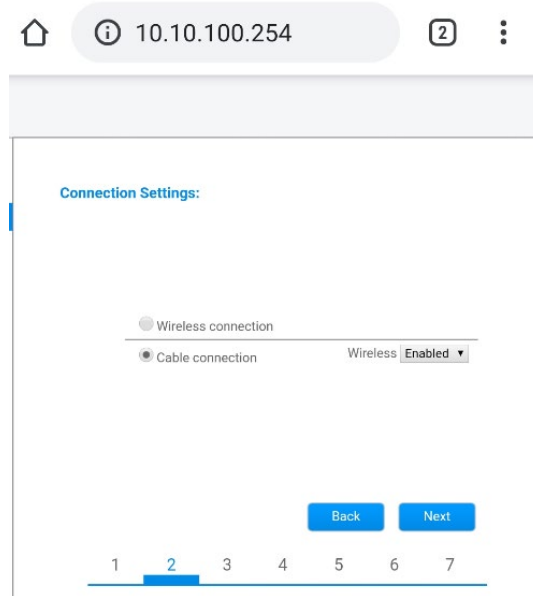 10.10.100.254
2
Connection Settings:
Wireless connection
Cable connection Wireless Enabled
Back Next
1 2 3 4 5 6 7